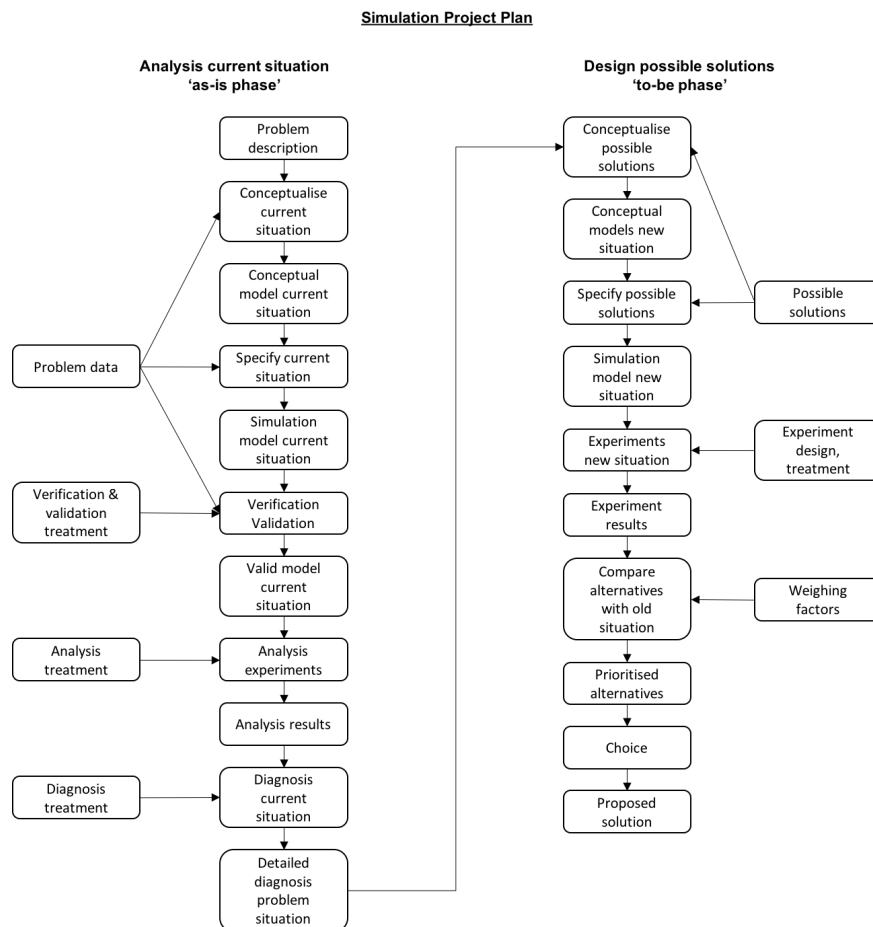 Simulation Project Plan
Analysis current situation
'as-is phase'
Problem
description
Conceptualise
current
situation
Conceptual
model current
situation
Problem data
Specify current
situation
Simulation
model current
situation
Verification &
validation
treatment
Verification
Validation
Valid model
current
situation
Analysis
treatment
Analysis
experiments
Analysis results
Diagnosis
treatment
Diagnosis
current
situation
Detailed
diagnosis
problem
situation
Design possible solutions
'to-be phase'
Conceptualise
possible
solutions
Conceptual
models new
situation
Specify possible
solutions
Possible
solutions
Simulation
model new
situation
Experiments
new situation
Experiment
design,
treatment
Experiment
results
Compare
alternatives
with old
situation
Weighing
factors
Prioritised
alternatives
Choice
Proposed
solution